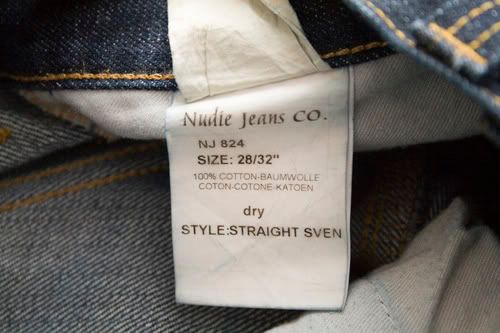 Nudie Jeans CO.
NJ 824
SIZE: 28/32"
100% COTTON-BAUMWOLLE
COTON-COTONE-KATOEN
dry
STYLE:STRAIGHT SVEN